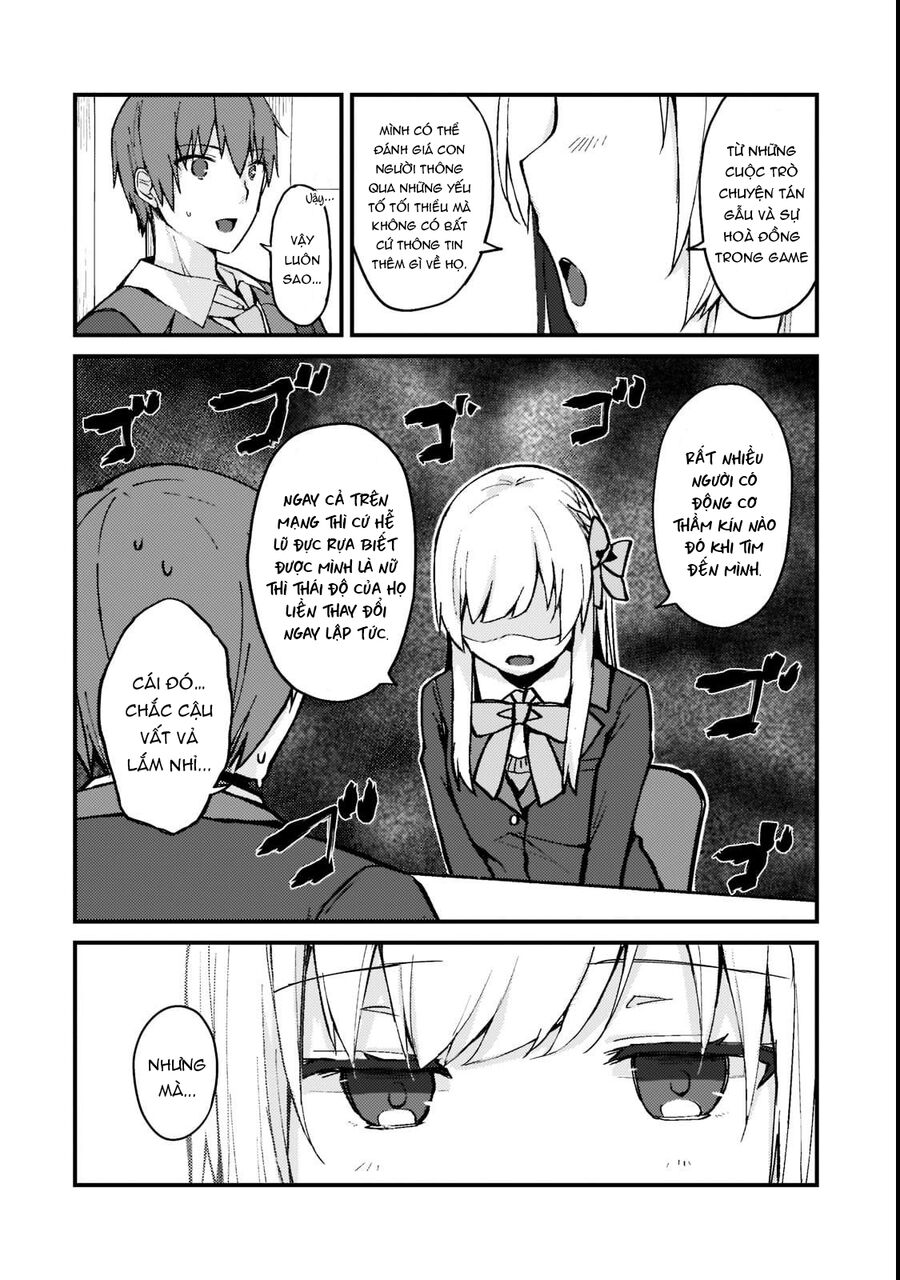 TỪ NHỮNG
CUỘC TRÒ
CHUYỆN TÁN
GẪU VÀ SỰ
HOÀ ĐỒNG
TRONG GAME
MÌNH CÓ THỂ
ĐÁNH GIÁ CON
NGƯỜI THÔNG
QUA NHỮNG YẾU
TỐ TỐI THIỂU MÀ
KHÔNG CÓ BẤT
CỨ THÔNG TIN
THÊM GÌ VỀ HỌ.
Vậy...
VẬY
LUÔN
SAO...
RẤT NHIỀU
NGƯỜI CÓ
ĐỘNG CƠ
THẦM KÍN NÀO
ĐÓ KHI TÌM
ĐẾN MÌNH.
NGAY CẢ TRÊN
MẠNG THÌ CỨ HỄ
LŨ ĐỰC RỰA BIẾT
ĐƯỢC MÌNH LÀ NỮ
THÌ THÁI ĐỘ CỦA HỌ
LIỀN THAY ĐỔI
NGAY LẬP TỨC.
CÁI ĐÓ...
CHẮC CẬU
VẤT VẢ
LẮM NHỈ...
ゴゴゴゴ
ゴゴゴゴ
NHƯNG
MÀ...